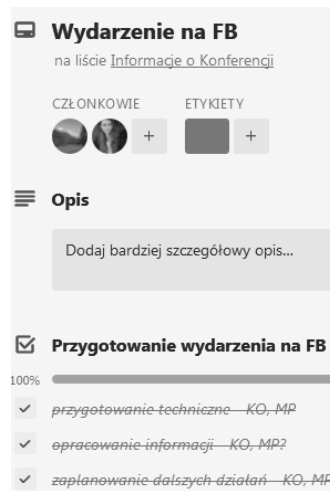 Wydarzenie na FB
na liście Informacje o Konferencji
CZŁONKOWIE ETYKIETY
+ +
Opis
Dodaj bardziej szczegółowy opis...
Przygotowanie wydarzenia na FB
100%
przygotowanie techniczne - KO, MP
opracowanie informacji - KO, MP?
zaplanowanie dalszych działań - KO, MP